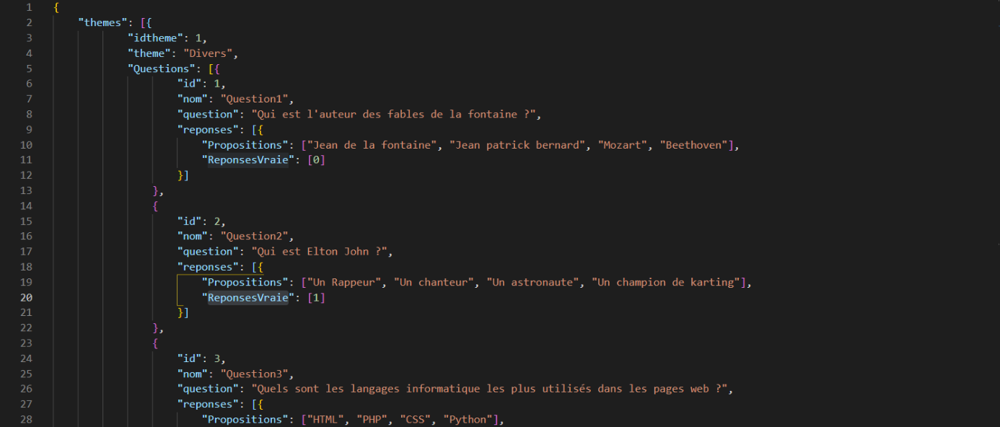 1 {
2 "themes": [{
3 "idtheme": 1,
4 "theme": "Divers",
5 "Questions": [{
6 "id": 1,
7 "nom": "Question1",
8 "question": "Qui est l'auteur des fables de la fontaine ?",
9 "reponses": [{
10 "Propositions": ["Jean de la fontaine", "Jean patrick bernard", "Mozart", "Beethoven"],
11 "ReponsesVraie": [0]
12 }]
13 },
14 {
15 "id": 2,
16 "nom": "Question2",
17 "question": "Qui est Elton John ?",
18 "reponses": [{
19 "Propositions": ["Un Rappeur", "Un chanteur", "Un astronaute", "Un champion de karting"],
20 "ReponsesVraie": [1]
21 }]
22 },
23 {
24 "id": 3,
25 "nom": "Question3",
26 "question": "Quels sont les langages informatique les plus utilisés dans les pages web ?",
27 "reponses": [{
28 "Propositions": ["HTML", "PHP", "CSS", "Python"],